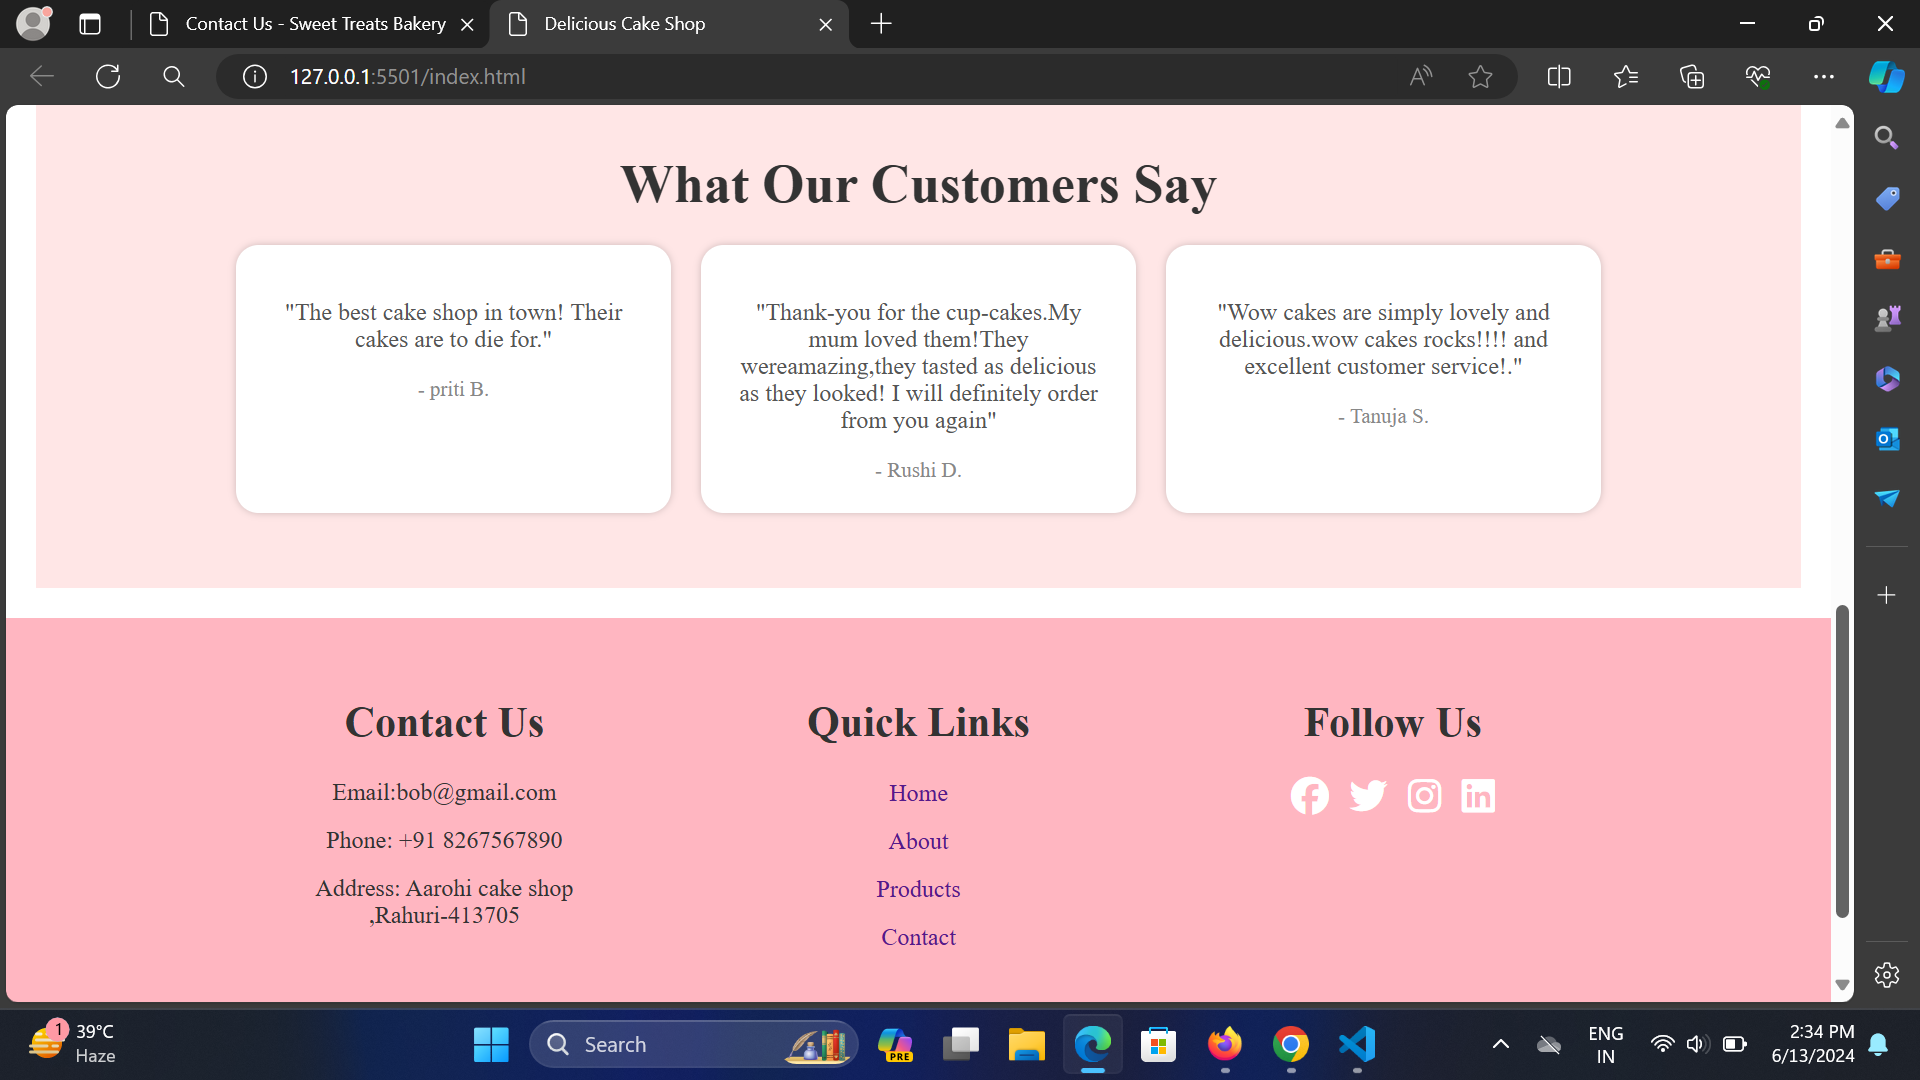 Contact Us - Sweet Treats Bakery
Delicious Cake Shop
127.0.0.1:5501/index.html
What Our Customers Say
"The best cake shop in town! Their
cakes are to die for."
- priti B.
"Thank-you for the cup-cakes.My
mum loved them!They
wereamazing,they tasted as delicious
as they looked! I will definitely order
from you again"
- Rushi D.
"Wow cakes are simply lovely and
delicious.wow cakes rocks!!!! and
excellent customer service!."
- Tanuja S.
Contact Us
Email:bob@gmail.com
Phone: +91 8267567890
Address: Aarohi cake shop
,Rahuri-413705
Quick Links
Home
About
Products
Contact
Follow Us
1
39°C
Haze
Search
PRE
ENG
IN
2:34 PM
6/13/2024